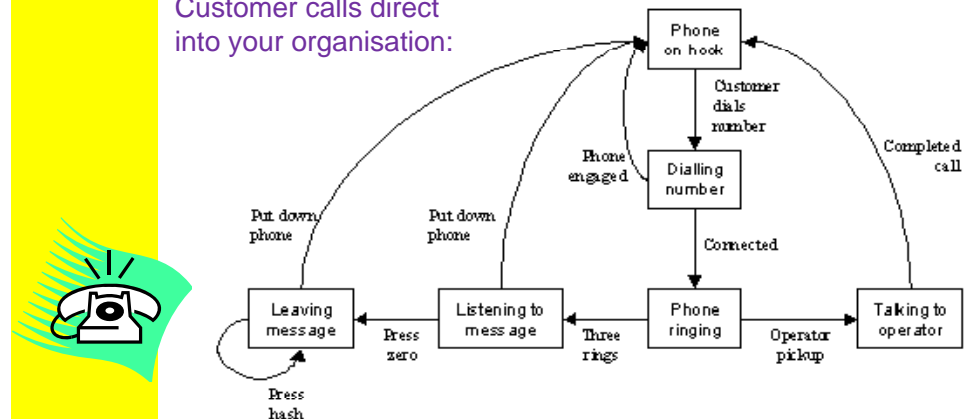 Customer calls direct
into your organisation:
Phone
on hook
Customer
dials
number
Phone
engaged
Completed
call
Dialling
number
Put down
phone
Put down
phone
Connected
Leaving
message
Press
zero
Listening to
message
Three
rings
Phone
ringing
Operator
pickup
Talking to
operator
Press
hash